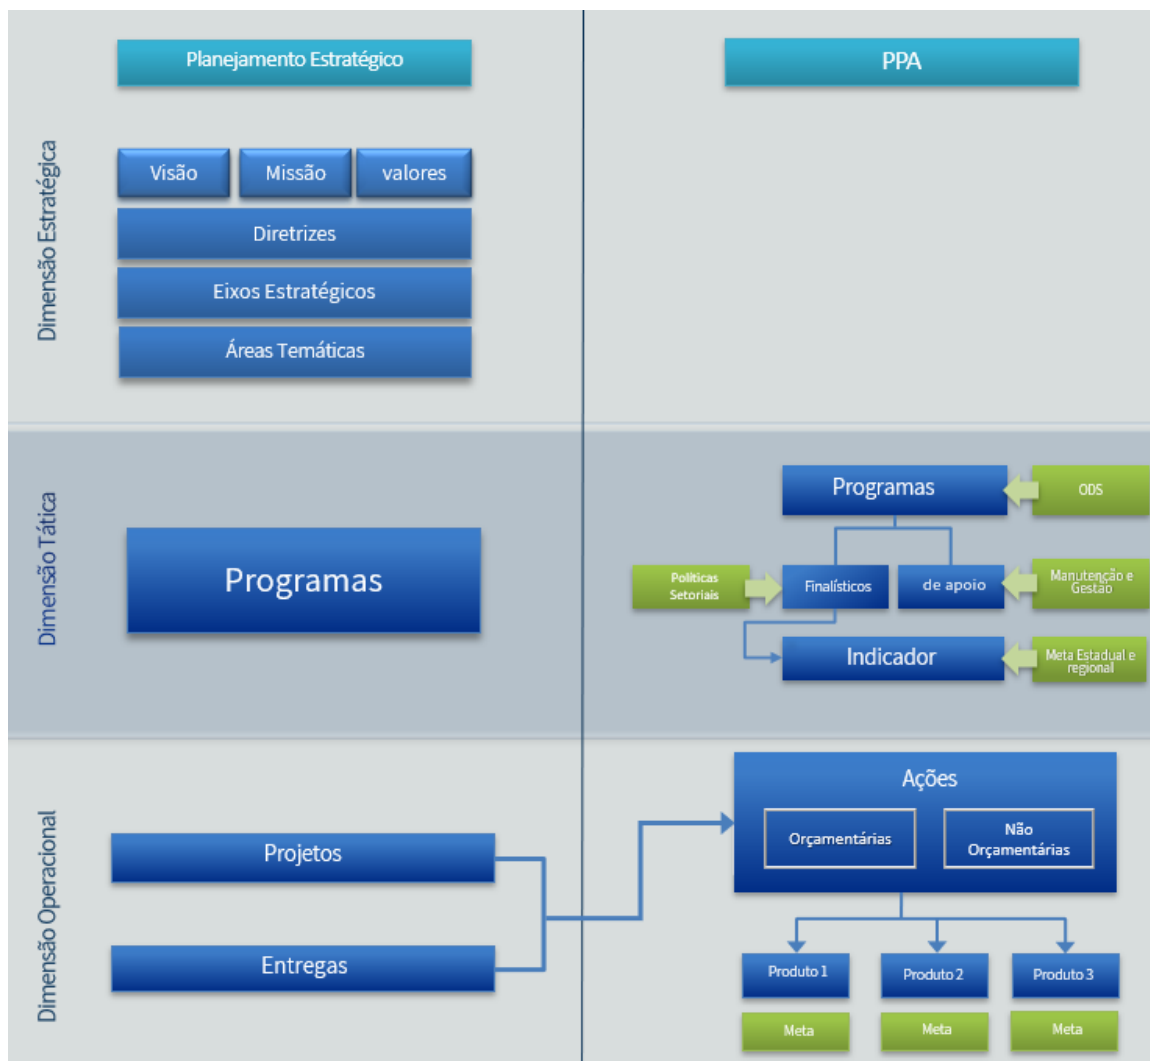 Planejamento Estratégico
PPA
Dimensão Estratégica
Visão
Missão
valores
Diretrizes
Eixos Estratégicos
Áreas Temáticas
Dimensão Tática
Programas
Programas
ODS
Políticas
Setoriais
Finalísticos
de apoio
Manutenção e
Gestão
Indicador
Meta Estadual e
regional
Dimensão Operacional
Projetos
Entregas
Ações
Orçamentárias
Não
Orçamentárias
Produto 1
Produto 2
Produto 3
Meta
Meta
Meta